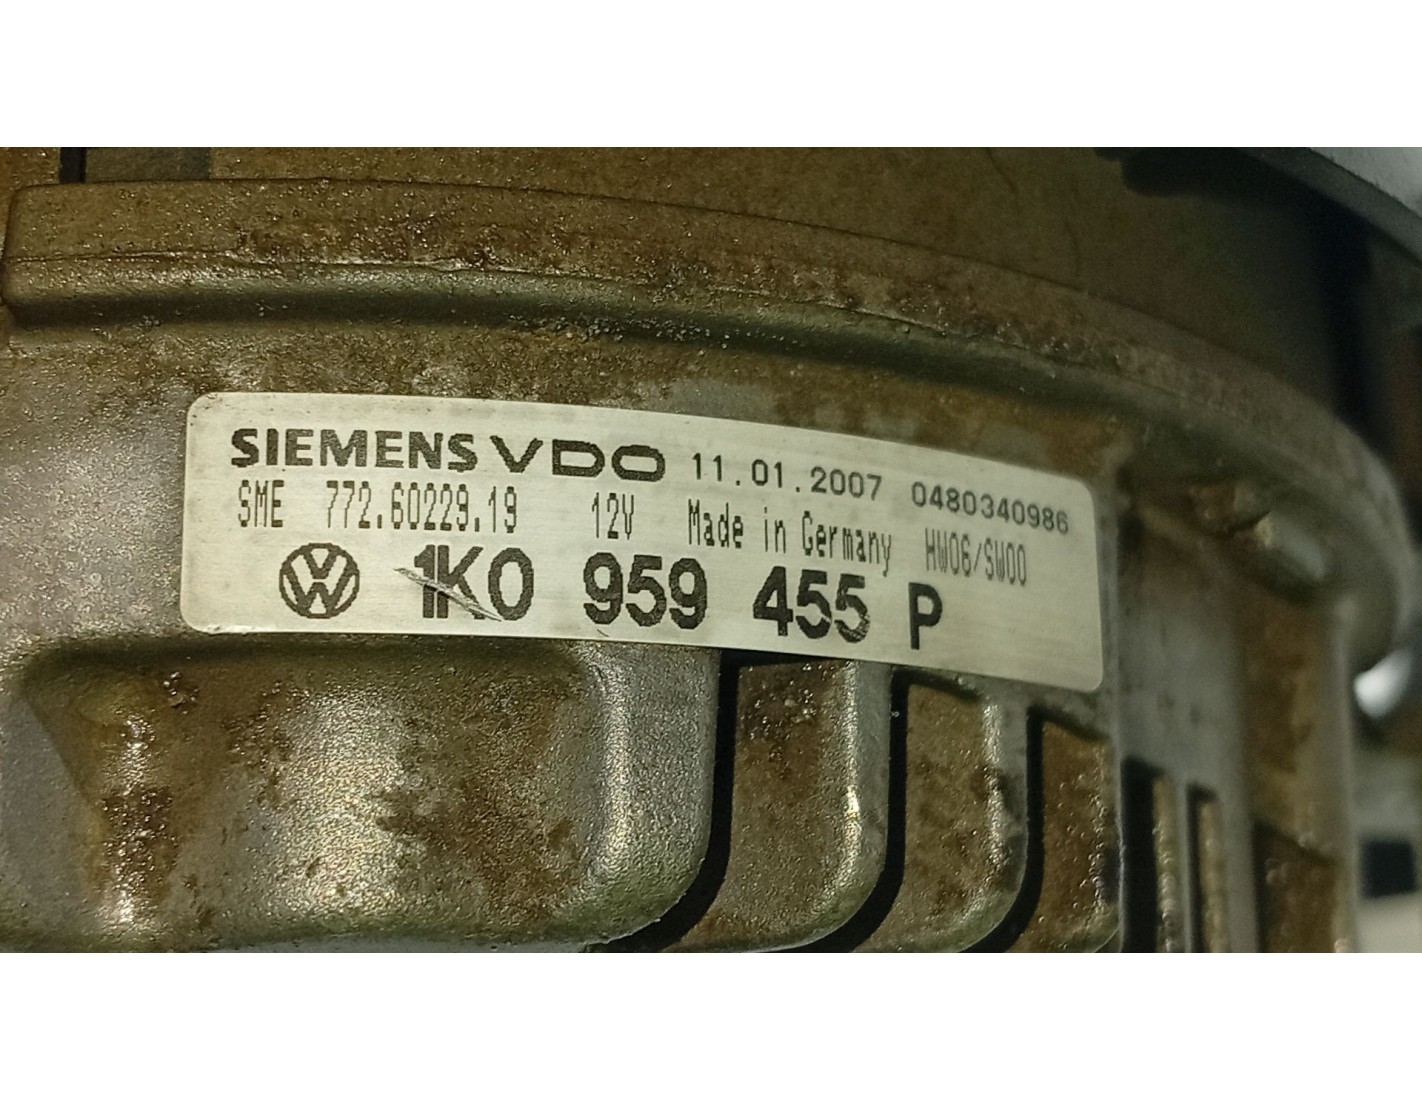 SIEMENS VDO 11.01.2007 0480340986
SME 772.60229.19 12V Made in Germany HW06/SW00
VW 1K0 959 455 P